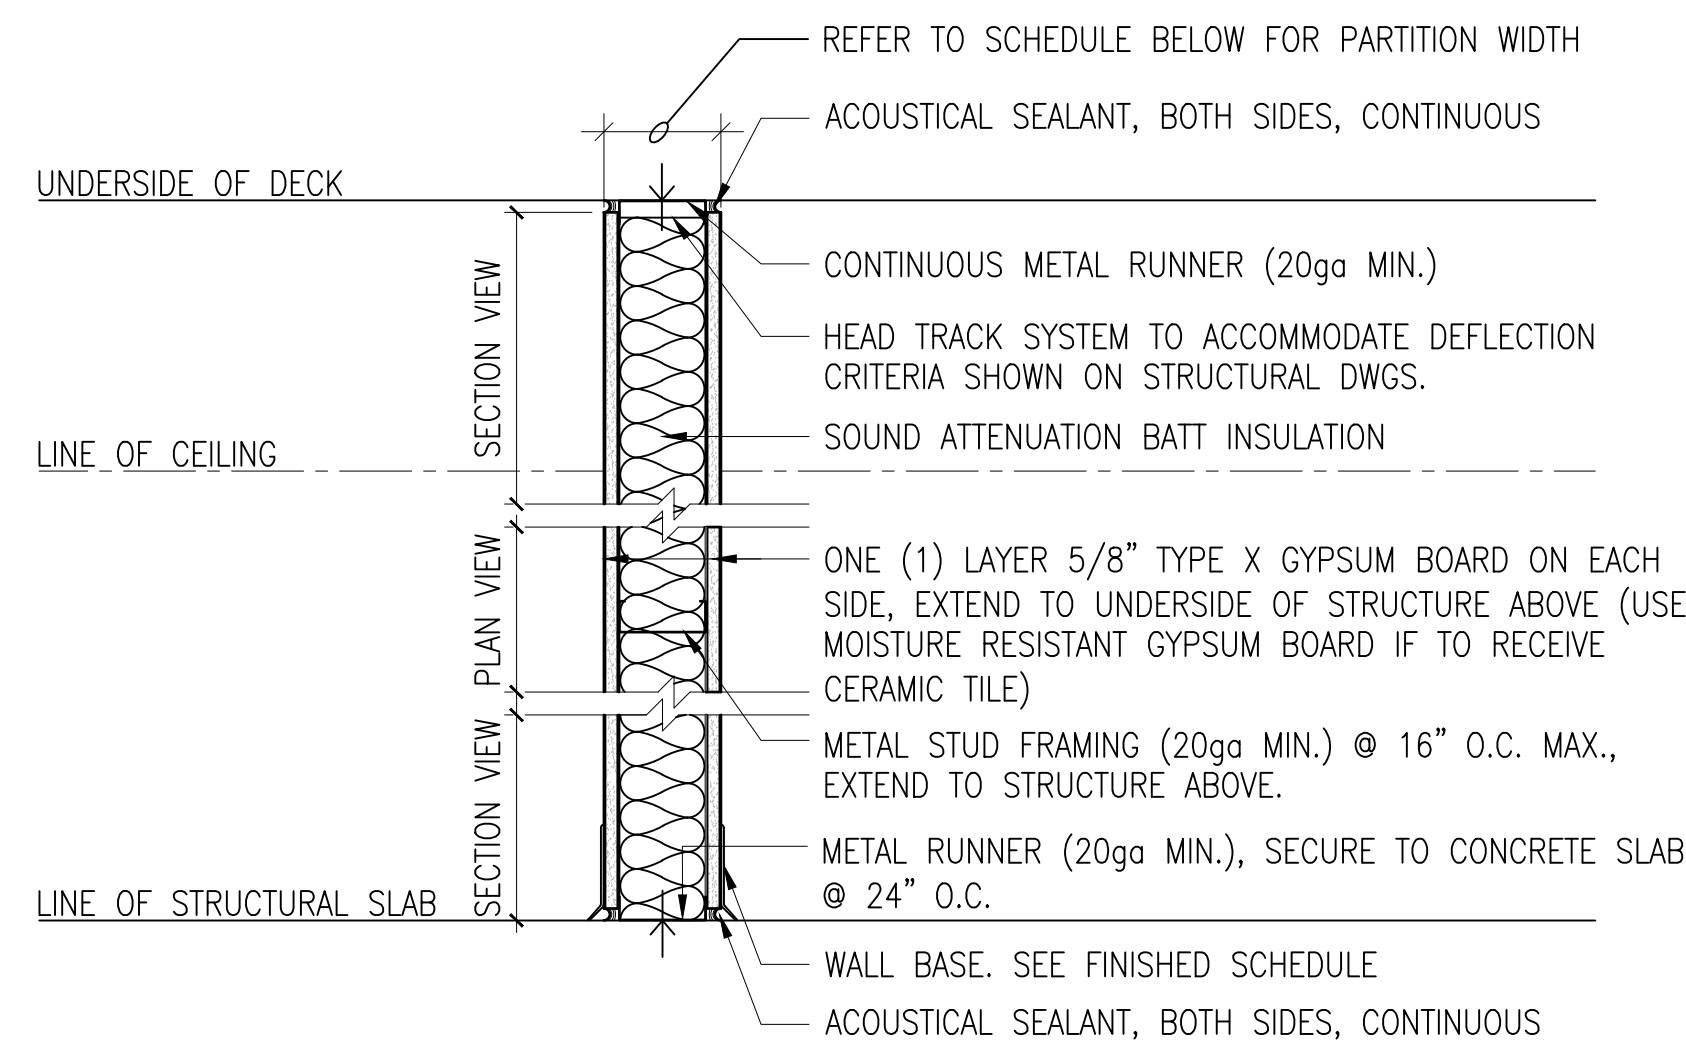 REFER TO SCHEDULE BELOW FOR PARTITION WIDTH
ACOUSTICAL SEALANT, BOTH SIDES, CONTINUOUS
UNDERSIDE OF DECK
CONTINUOUS METAL RUNNER (20ga MIN.)
HEAD TRACK SYSTEM TO ACCOMMODATE DEFLECTION
CRITERIA SHOWN ON STRUCTURAL DWGS.
SECTION VIEW
SOUND ATTENUATION BATT INSULATION
LINE OF CEILING
ONE (1) LAYER 5/8” TYPE X GYPSUM BOARD ON EACH
SIDE, EXTEND TO UNDERSIDE OF STRUCTURE ABOVE (USE
MOISTURE RESISTANT GYPSUM BOARD IF TO RECEIVE
CERAMIC TILE)
PLAN VIEW
METAL STUD FRAMING (20ga MIN.) @ 16” O.C. MAX.,
EXTEND TO STRUCTURE ABOVE.
SECTION VIEW
METAL RUNNER (20ga MIN.), SECURE TO CONCRETE SLAB
@ 24” O.C.
LINE OF STRUCTURAL SLAB
WALL BASE. SEE FINISHED SCHEDULE
ACOUSTICAL SEALANT, BOTH SIDES, CONTINUOUS